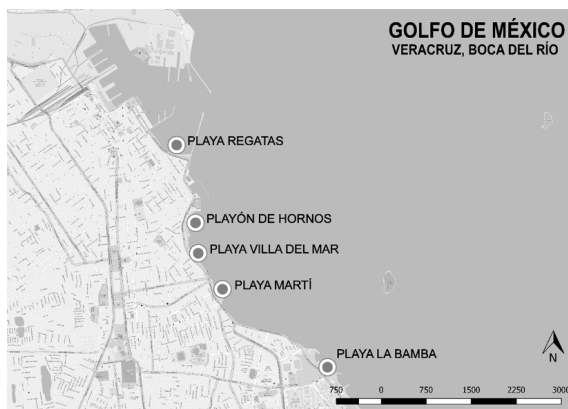 GOLFO DE MÉXICO
VERACRUZ, BOCA DEL RÍO
PLAYA REGATAS
PLAYÓN DE HORNOS
PLAYA VILLA DEL MAR
PLAYA MARTÍ
PLAYA LA BAMBA
N
750 0 750 1500 2250 3000